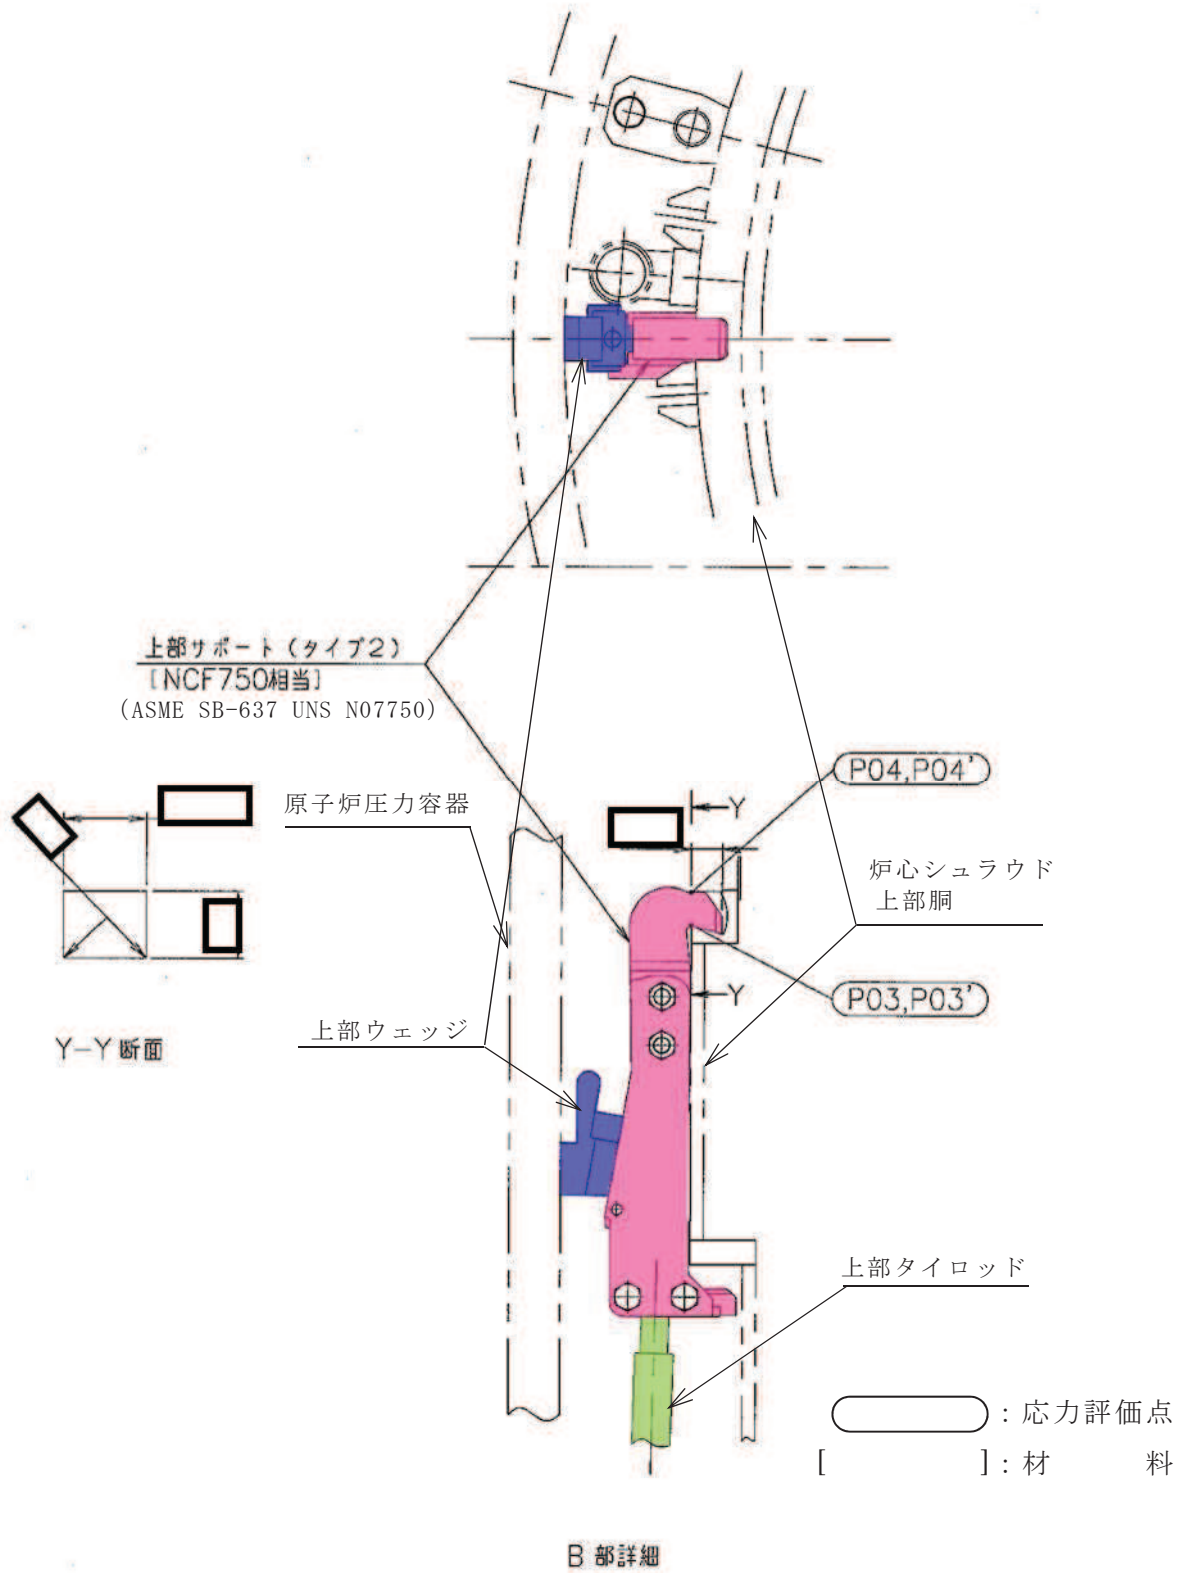 上部サポート(タイプ2)
[NCF750相当]
(ASME SB-637 UNS N07750)
P04,P04'
原子炉圧力容器
Y
炉心シュラウド
上部胴
Y
P03,P03'
上部ウェッジ
Y-Y断面
上部タイロッド
:応力評価点
[ ]:材 料
B 部詳細